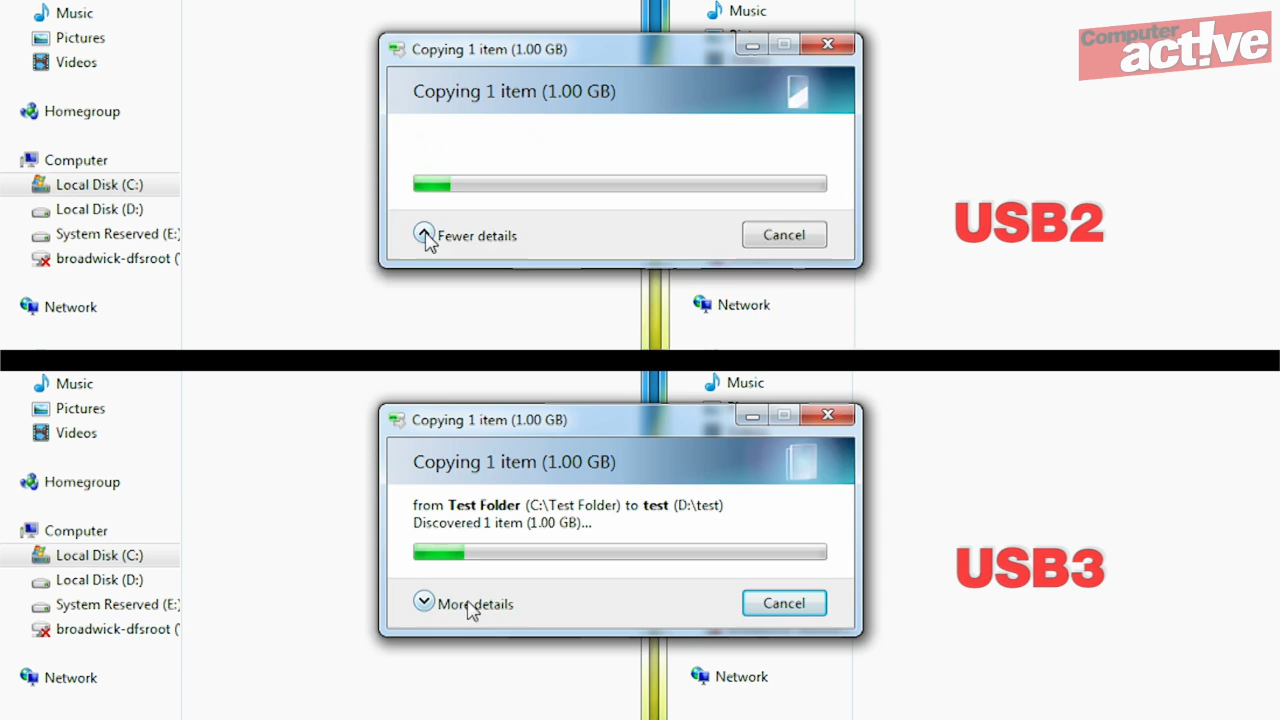 Music
Pictures
Videos
Homegroup
Computer
Local Disk (C:)
Local Disk (D:)
System Reserved (E:)
broadwick-dfsroot (
Network
Copying 1 item (1.00 GB)
Copying 1 item (1.00 GB)
Fewer details
Cancel
Music
Network
Computer
act!ve
USB2
Music
Pictures
Videos
Homegroup
Computer
Local Disk (C:)
Local Disk (D:)
System Reserved (E:)
broadwick-dfsroot (
Network
Copying 1 item (1.00 GB)
Copying 1 item (1.00 GB)
from Test Folder (C:\Test Folder) to test (D:\test)
Discovered 1 item (1.00 GB)...
More details
Cancel
Music
Network
USB3